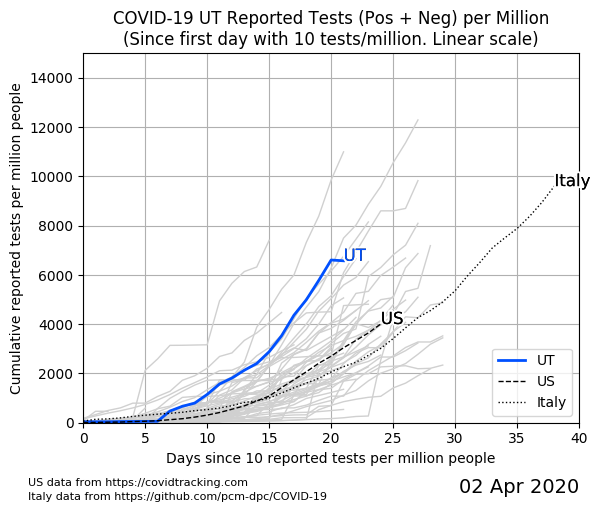 COVID-19 UT Reported Tests (Pos + Neg) per Million
(Since first day with 10 tests/million. Linear scale)
Cumulative reported tests per million people
14000
12000
10000
8000
6000
4000
2000
0
Italy
UT
US
UT
US
Italy
0 5 10 15 20 25 30 35 40
Days since 10 reported tests per million people
US data from https://covidtracking.com
Italy data from https://github.com/pcm-dpc/COVID-19
02 Apr 2020